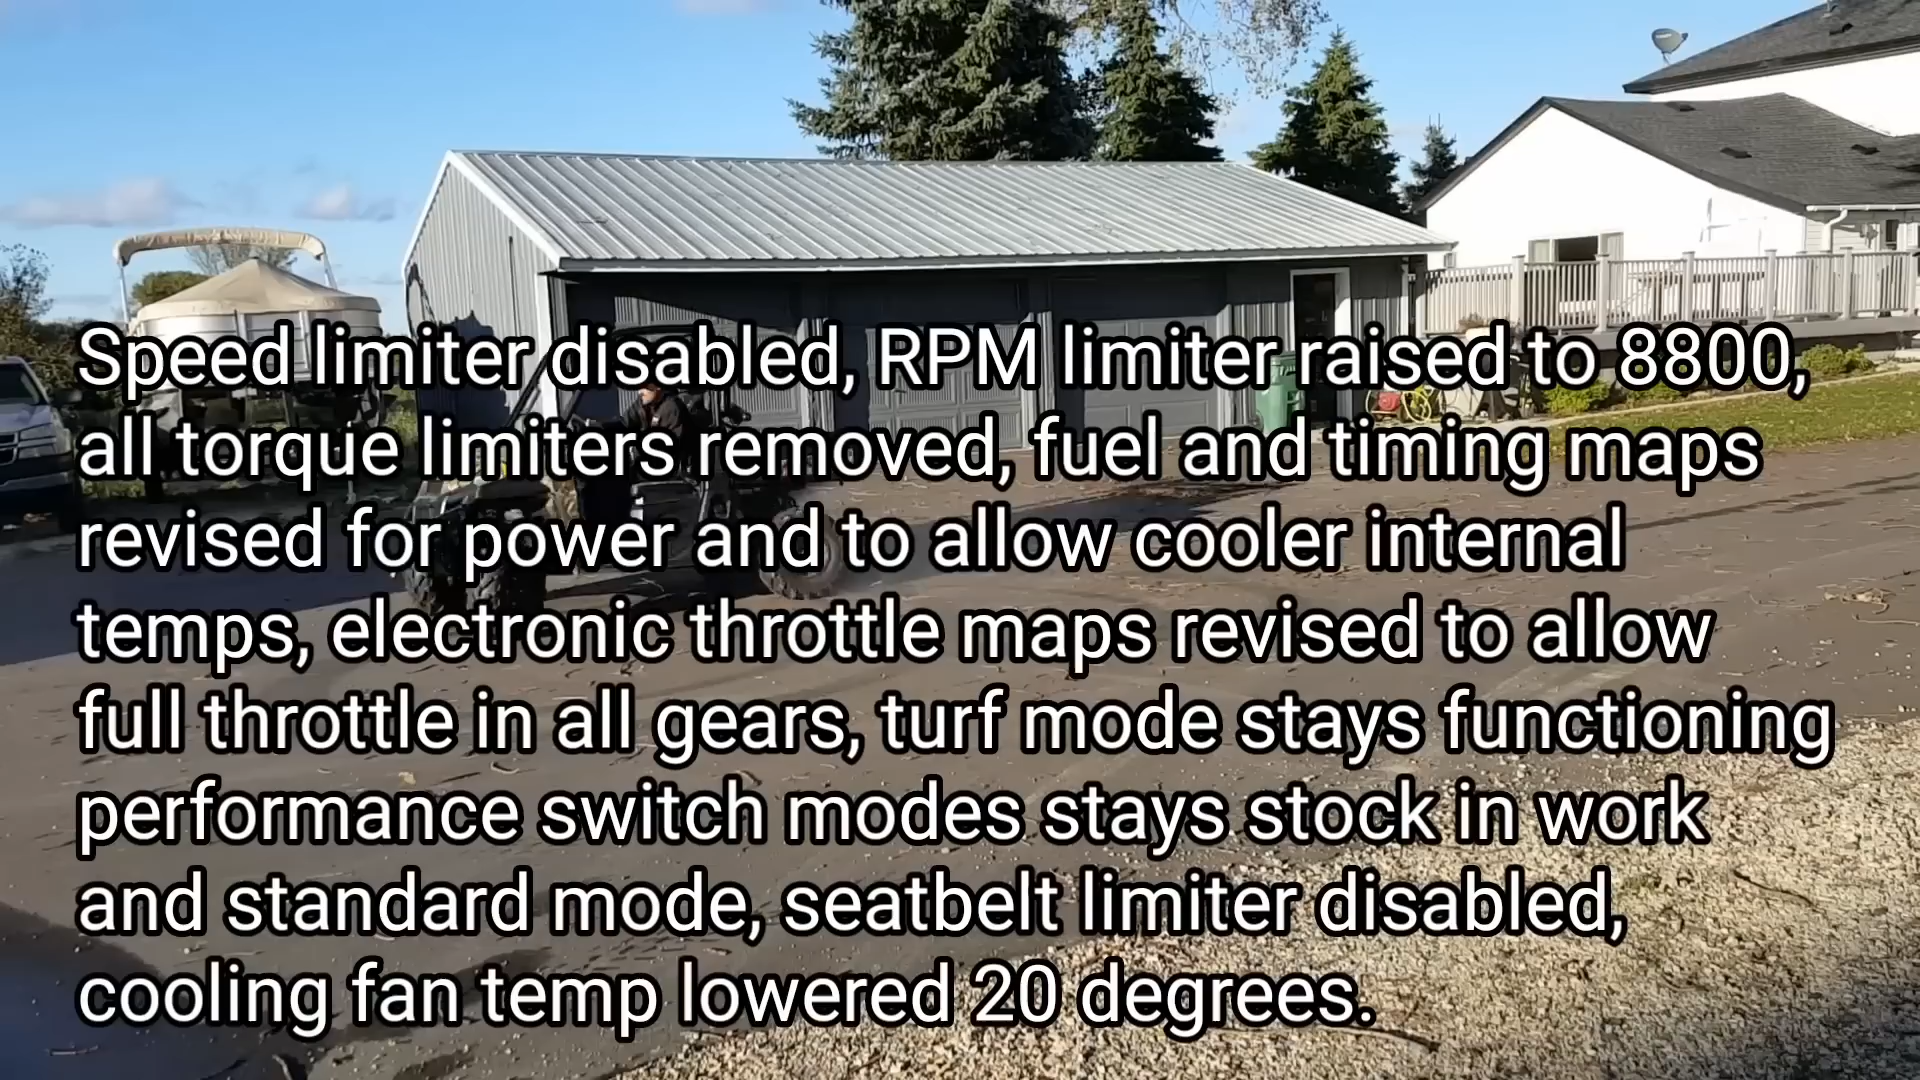 Speed limiter disabled, RPM limiter raised to 8800,
all torque limiters removed, fuel and timing maps
revised for power and to allow cooler internal
temps, electronic throttle maps revised to allow
full throttle in all gears, turf mode stays functioning
performance switch modes stays stock in work
and standard mode, seatbelt limiter disabled,
cooling fan temp lowered 20 degrees.